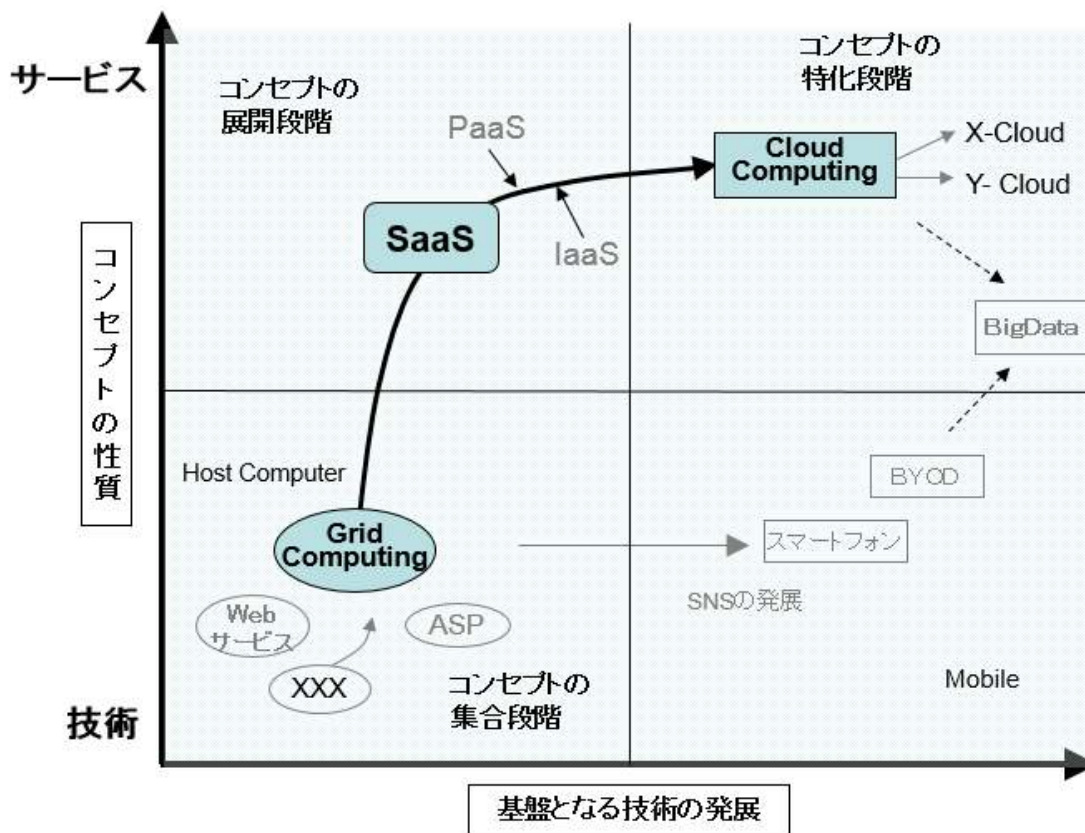 サービス
コンセプトの
展開段階
コンセプトの
特化段階
PaaS
Cloud
Computing
X-Cloud
Y- Cloud
SaaS
IaaS
BigData
コンセプトの性質
Host Computer
BYOD
Grid
Computing
スマートフォン
Web
サービス
ASP
SNSの発展
XXX
コンセプトの
集合段階
Mobile
技術
基盤となる技術の発展